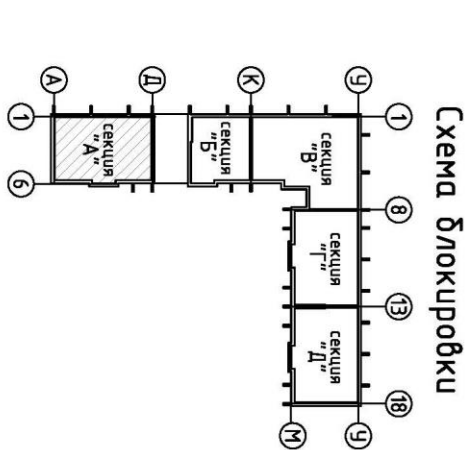 Схема блокировки
У
К
Д
А
1
1
секция
"В"
секция
"Б"
секция
"А"
6
8
секция
"Г"
13
секция
"Д"
18
У
М